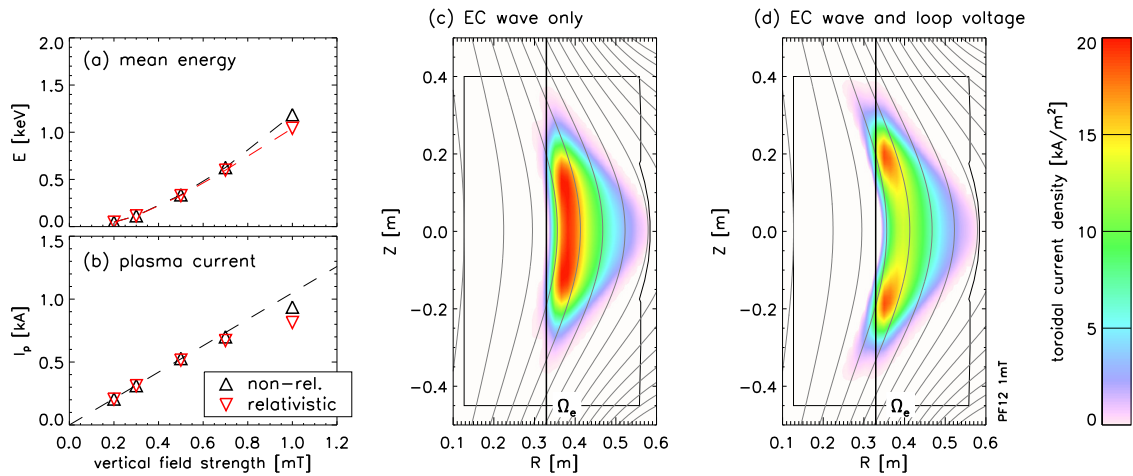 (a) mean energy
E [keV]
2.0
1.5
1.0
0.5
0.0
(b) plasma current
I_p [kA]
1.5
1.0
0.5
0.0
non-rel.
relativistic
0.0 0.2 0.4 0.6 0.8 1.0 1.2
vertical field strength [mT]
(c) EC wave only
Z [m]
0.4
0.2
0.0
−0.2
−0.4
Ω_e
0.1 0.2 0.3 0.4 0.5 0.6
R [m]
(d) EC wave and loop voltage
Z [m]
0.4
0.2
0.0
−0.2
−0.4
Ω_e
PF12 1mT
0.1 0.2 0.3 0.4 0.5 0.6
R [m]
toroidal current density [kA/m²]
20
15
10
5
0